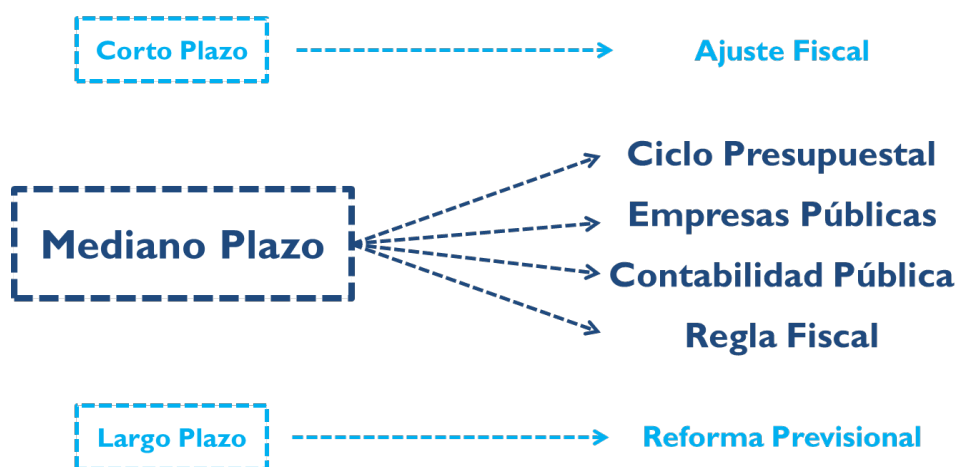 Corto Plazo
Ajuste Fiscal
Ciclo Presupuestal
Empresas Públicas
Mediano Plazo
Contabilidad Pública
Regla Fiscal
Largo Plazo
Reforma Previsional